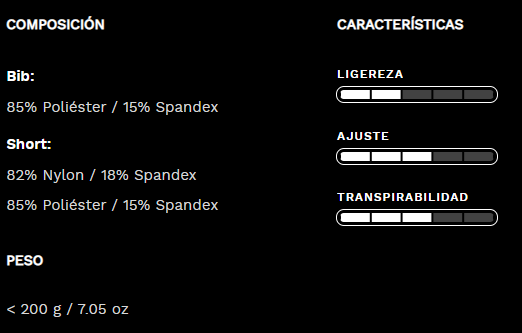 COMPOSICIÓN
Bib:
85% Poliéster / 15% Spandex
Short:
82% Nylon / 18% Spandex
85% Poliéster / 15% Spandex
PESO
< 200 g / 7.05 oz
CARACTERÍSTICAS
LIGEREZA
AJUSTE
TRANSPIRABILIDAD